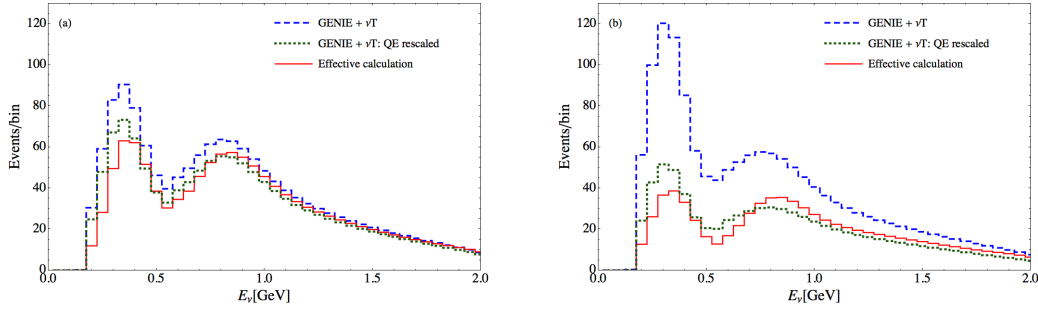 (a)
GENIE + νT
GENIE + νT: QE rescaled
Effective calculation
Events/bin
120
100
80
60
40
20
0
0.0
0.5
1.0
1.5
2.0
Eν[GeV]
(b)
GENIE + νT
GENIE + νT: QE rescaled
Effective calculation
Events/bin
120
100
80
60
40
20
0
0.0
0.5
1.0
1.5
2.0
Eν[GeV]